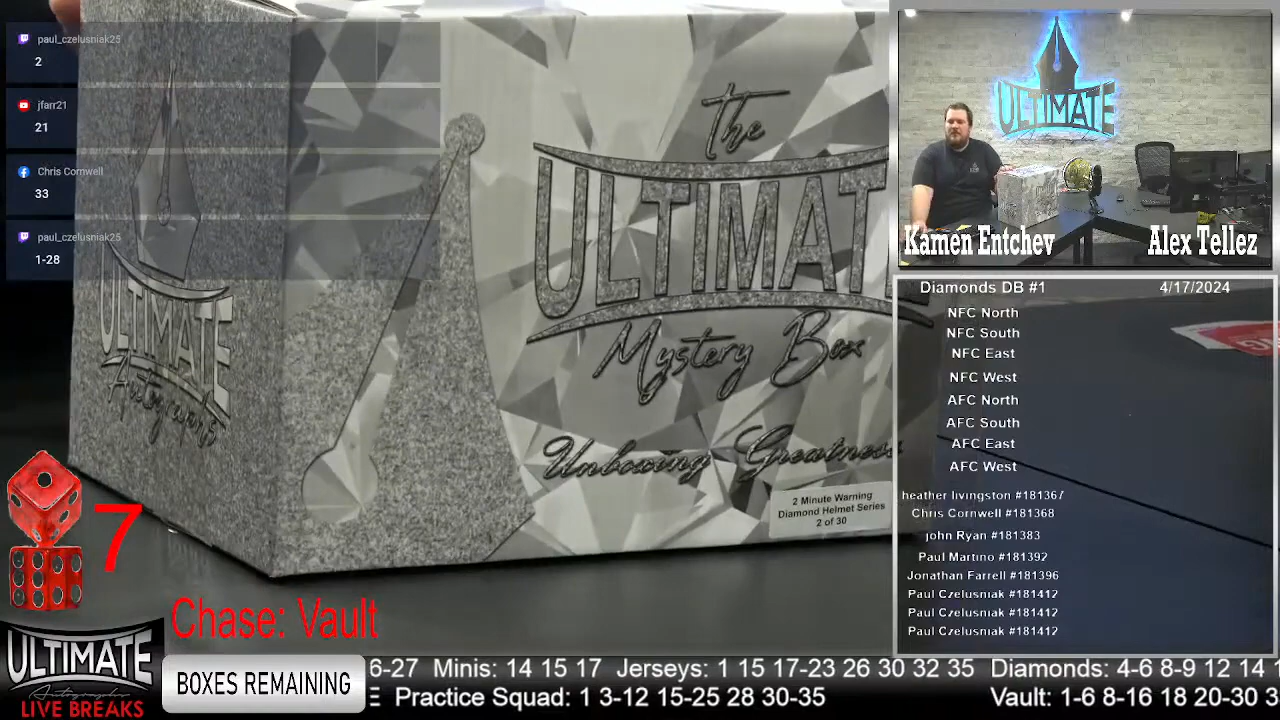 paul_czelusniak25
2
jfarr21
21
Chris Cornwell
33
paul_czelusniak25
1-28
ULTIMATE
Autographs
The
ULTIMAT
Mystery Box
Unboxing Greatness
2 Minute Warning
Diamond Helmet Series
2 of 30
ULTIMATE
Kamen Entchev
Alex Tellez
Diamonds DB #1
4/17/2024
NFC North
NFC South
NFC East
NFC West
AFC North
AFC South
AFC East
AFC West
heather livingston #181367
Chris Cornwell #181368
john Ryan #181383
Paul Martino #181392
Jonathan Farrell #181396
Paul Czelusniak #181412
Paul Czelusniak #181412
Paul Czelusniak #181412
7
Chase: Vault
ULTIMATE
Autographs
LIVE BREAKS
BOXES REMAINING
6-27 Minis: 14 15 17 Jerseys: 1 15 17-23 26 30 32 35 Diamonds: 4-6 8-9 12 14 1
E Practice Squad: 1 3-12 15-25 28 30-35 Vault: 1-6 8-16 18 20-30 3